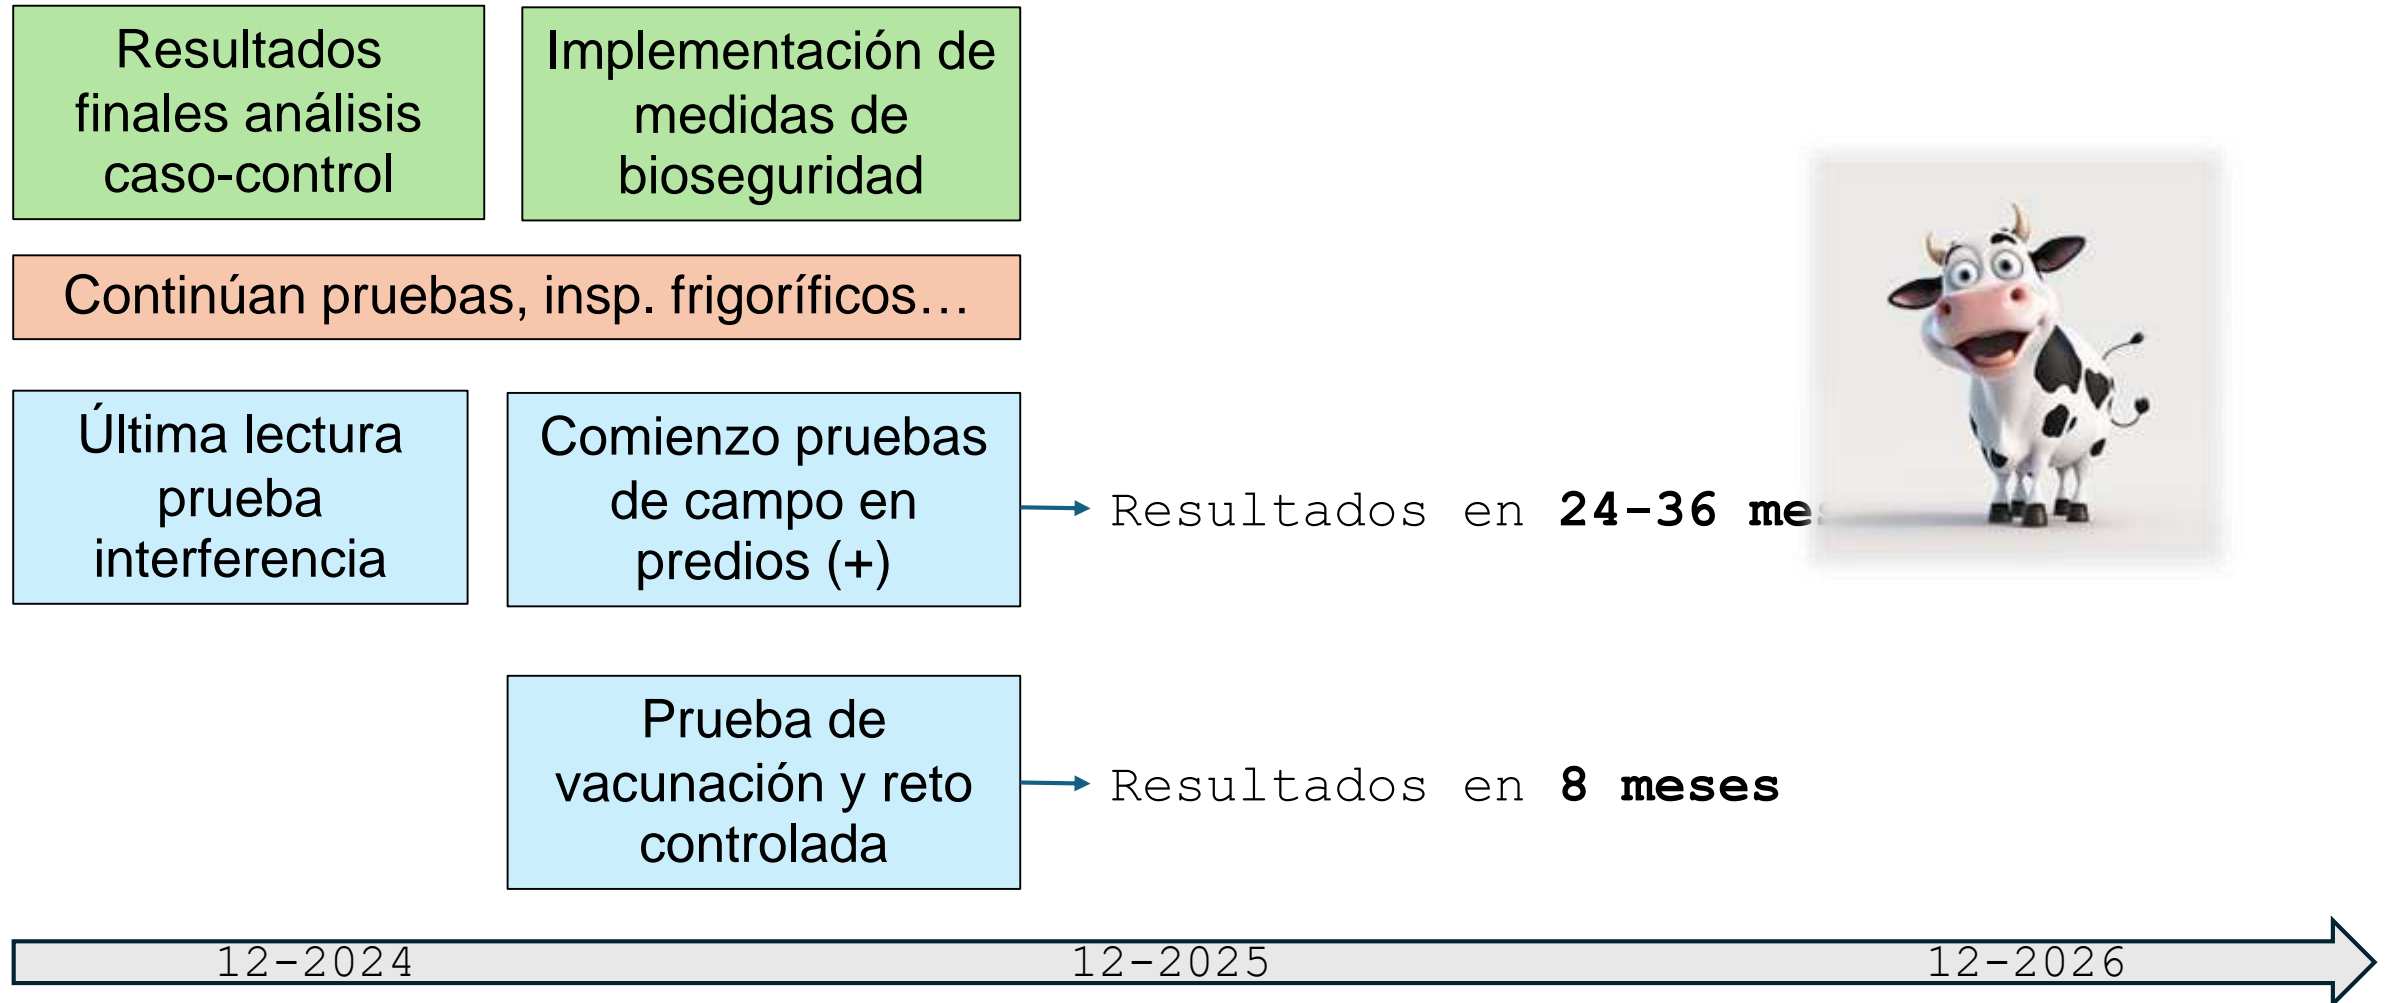 Resultados
finales análisis
caso-control
Implementación de
medidas de
bioseguridad
Continúan pruebas, insp. frigoríficos…
Última lectura
prueba
interferencia
Comienzo pruebas
de campo en
predios (+)
Resultados en 24-36
Prueba de
vacunación y reto
controlada
Resultados en 8 meses
12-2024
12-2025
12-2026